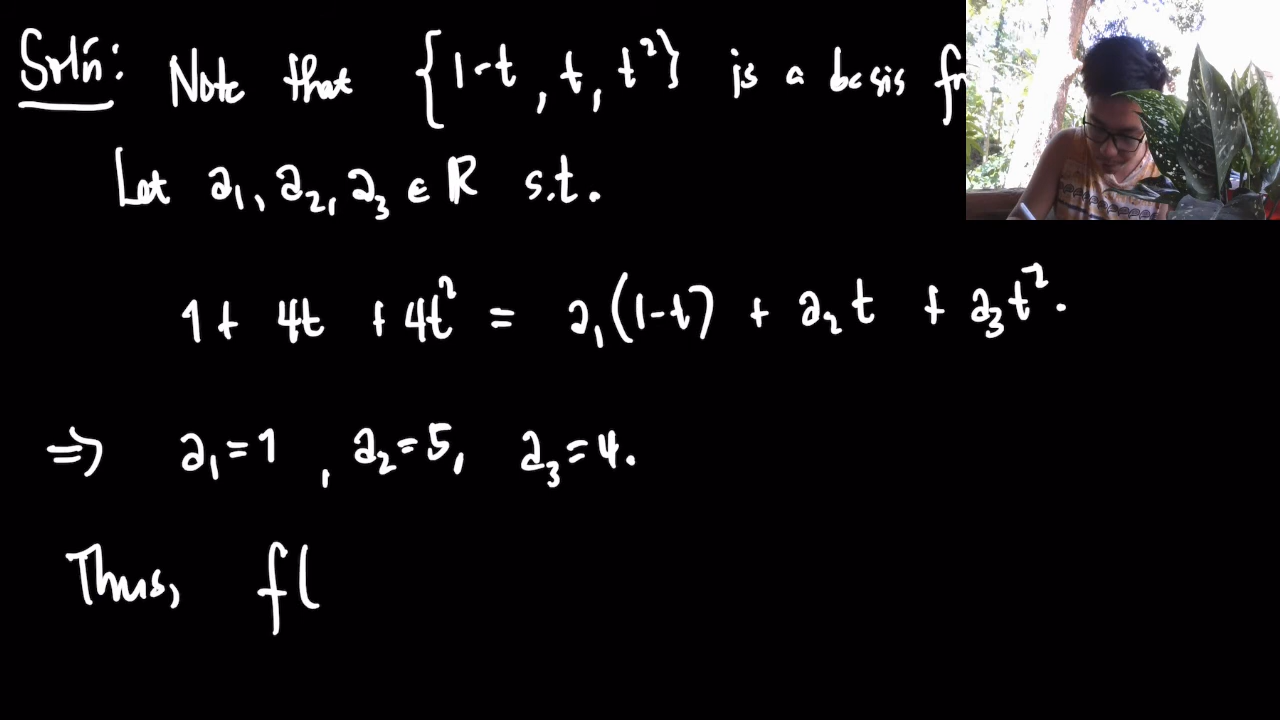 Sol'n: Note that {1-t, t, t²} is a basis
Let a₁, a₂, a₃ ∈ ℝ s.t.
1 + 4t + 4t² = a₁(1-t) + a₂t + a₃t².
⇒ a₁=1, a₂=5, a₃=4.
Thus, f(